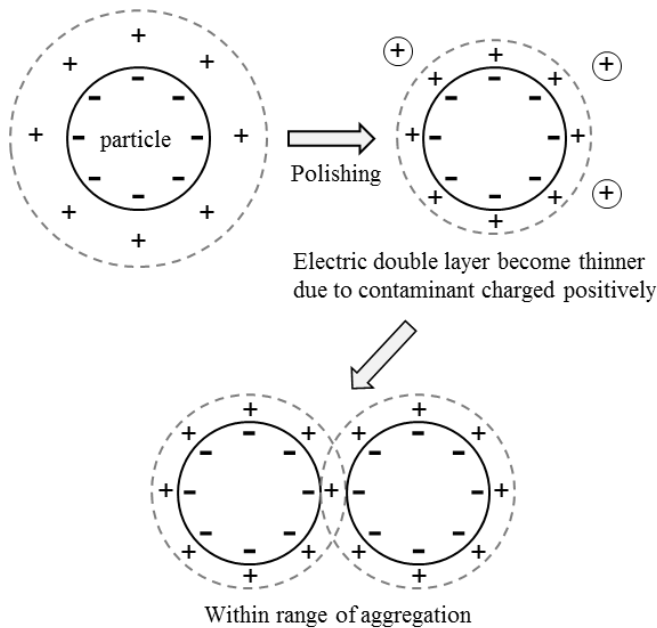 particle
Polishing
Electric double layer become thinner
due to contaminant charged positively
Within range of aggregation